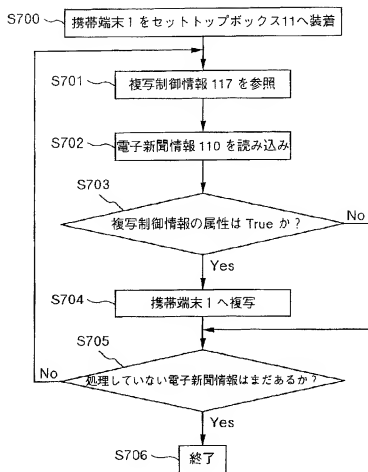 S700
携帯端末1をセットトップボックス11へ装着
S701
複写制御情報117を参照
S702
電子新聞情報110を読み込み
S703
複写制御情報の属性はTrueか?
No
Yes
S704
携帯端末1へ複写
S705
No
処理していない電子新聞情報はまだあるか?
Yes
S706
終了